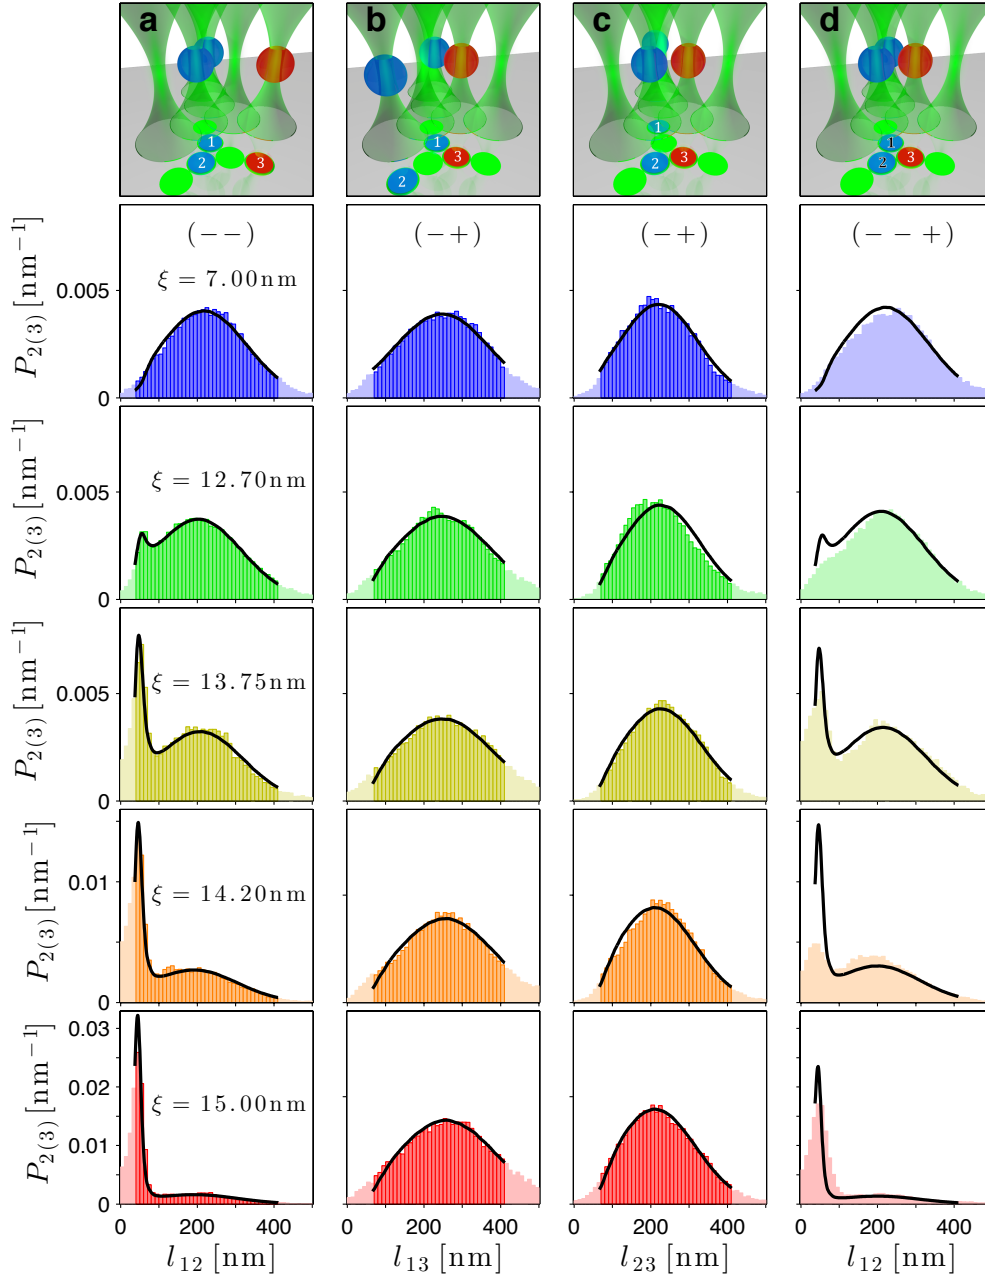 a b c d
1 1 1 1
2 3 2 3 2 3 2 3
(−−) (−+) (−+) (−−+)
ξ = 7.00nm
P2(3) [nm−1]
0.005
0
ξ = 12.70nm
P2(3) [nm−1]
0.005
0
ξ = 13.75nm
P2(3) [nm−1]
0.005
0
ξ = 14.20nm
P2(3) [nm−1]
0.01
0
ξ = 15.00nm
P2(3) [nm−1]
0.03
0.02
0.01
0
0 200 400 0 200 400 0 200 400 0 200 400
l12 [nm] l13 [nm] l23 [nm] l12 [nm]